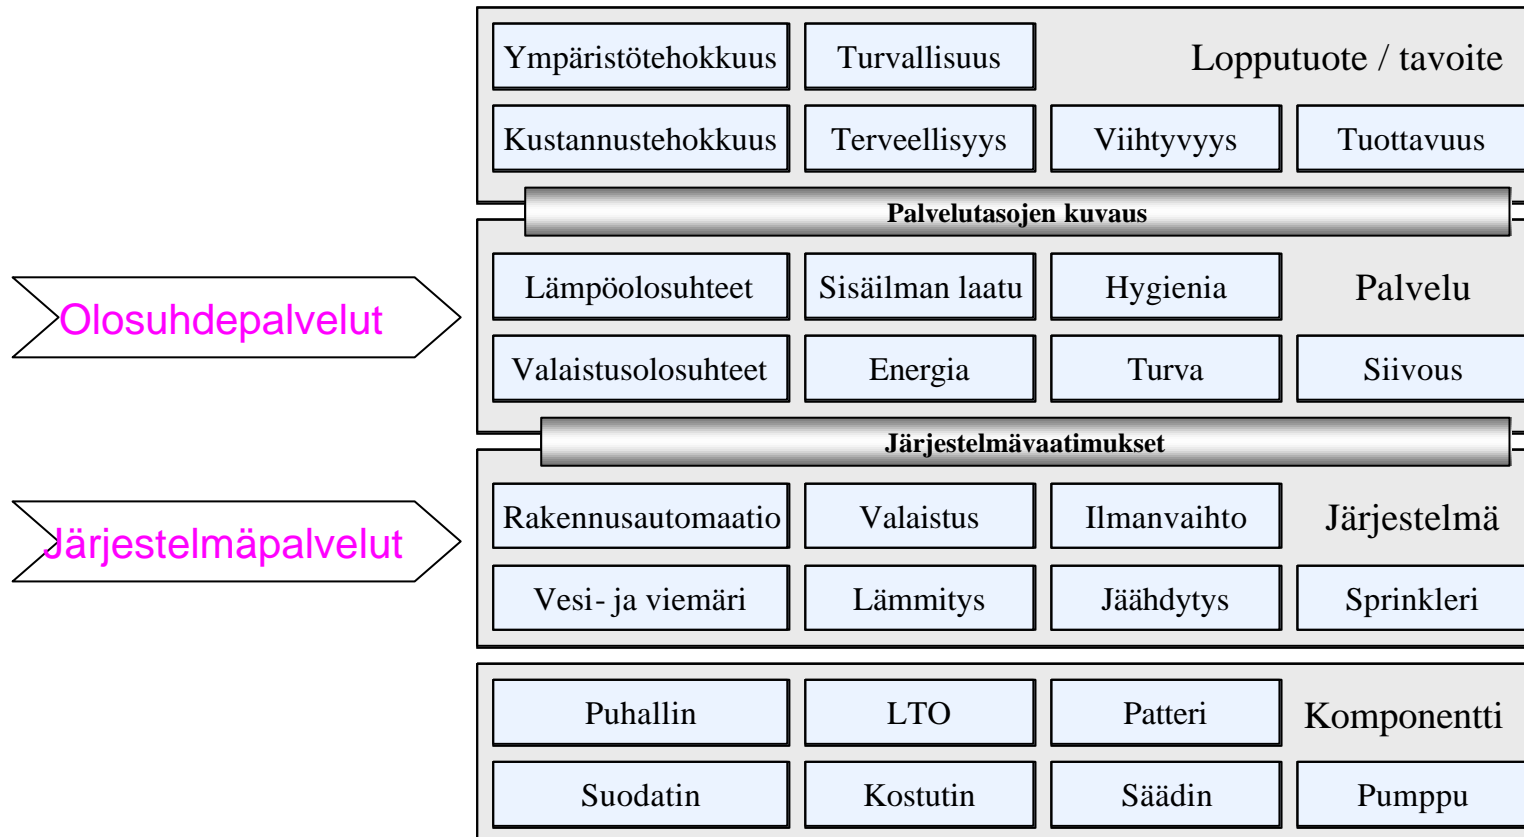 Ympäristötehokkuus
Turvallisuus
Lopputuote / tavoite
Kustannustehokkuus
Terveellisyys
Viihtyvyys
Tuottavuus
Palvelutasojen kuvaus
Olosuhdepalvelut
Lämpöolosuhteet
Sisäilman laatu
Hygienia
Palvelu
Valaistusolosuhteet
Energia
Turva
Siivous
Järjestelmävaatimukset
Järjestelmäpalvelut
Rakennusautomaatio
Valaistus
Ilmanvaihto
Järjestelmä
Vesi- ja viemäri
Lämmitys
Jäähdytys
Sprinkleri
Puhallin
LTO
Patteri
Komponentti
Suodatin
Kostutin
Säädin
Pumppu